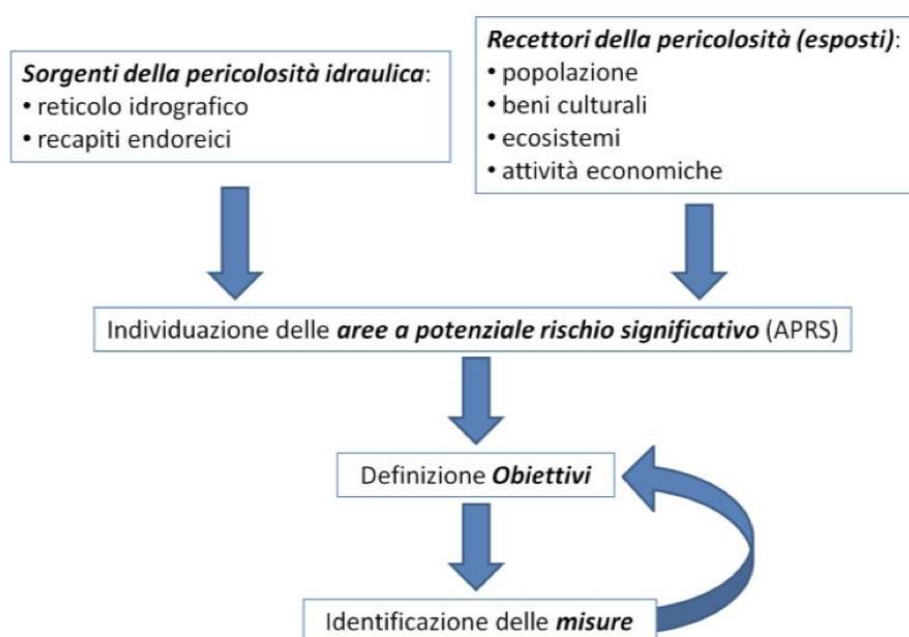 Sorgenti della pericolosità idraulica:
• reticolo idrografico
• recapiti endoreici
Recettori della pericolosità (esposti):
• popolazione
• beni culturali
• ecosistemi
• attività economiche
Individuazione delle aree a potenziale rischio significativo (APRS)
Definizione Obiettivi
Identificazione delle misure